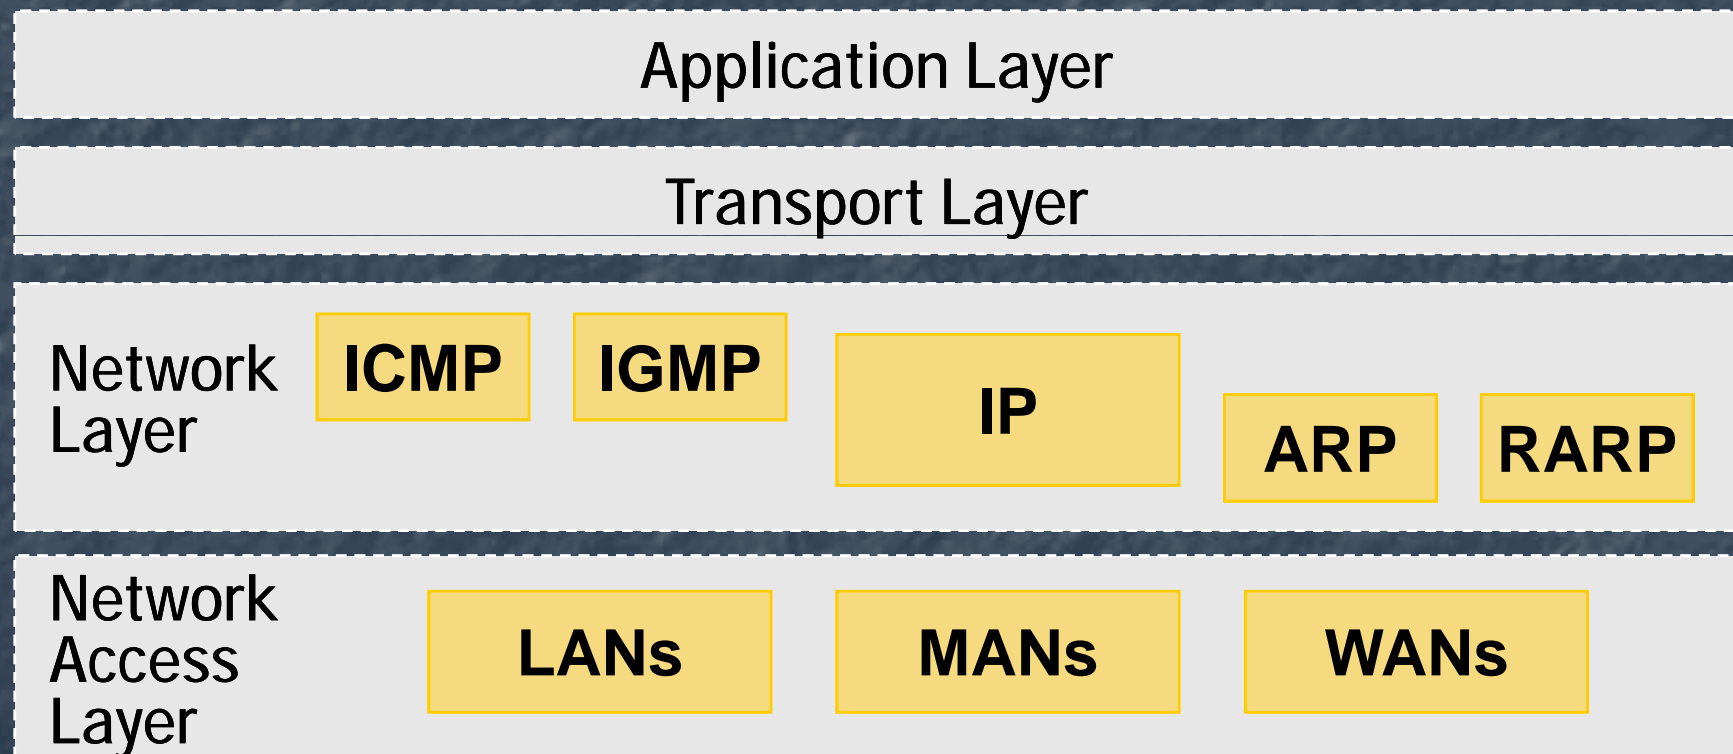 Application Layer
Transport Layer
Network
Layer
ICMP
IGMP
IP
ARP
RARP
Network
Access
Layer
LANs
MANs
WANs